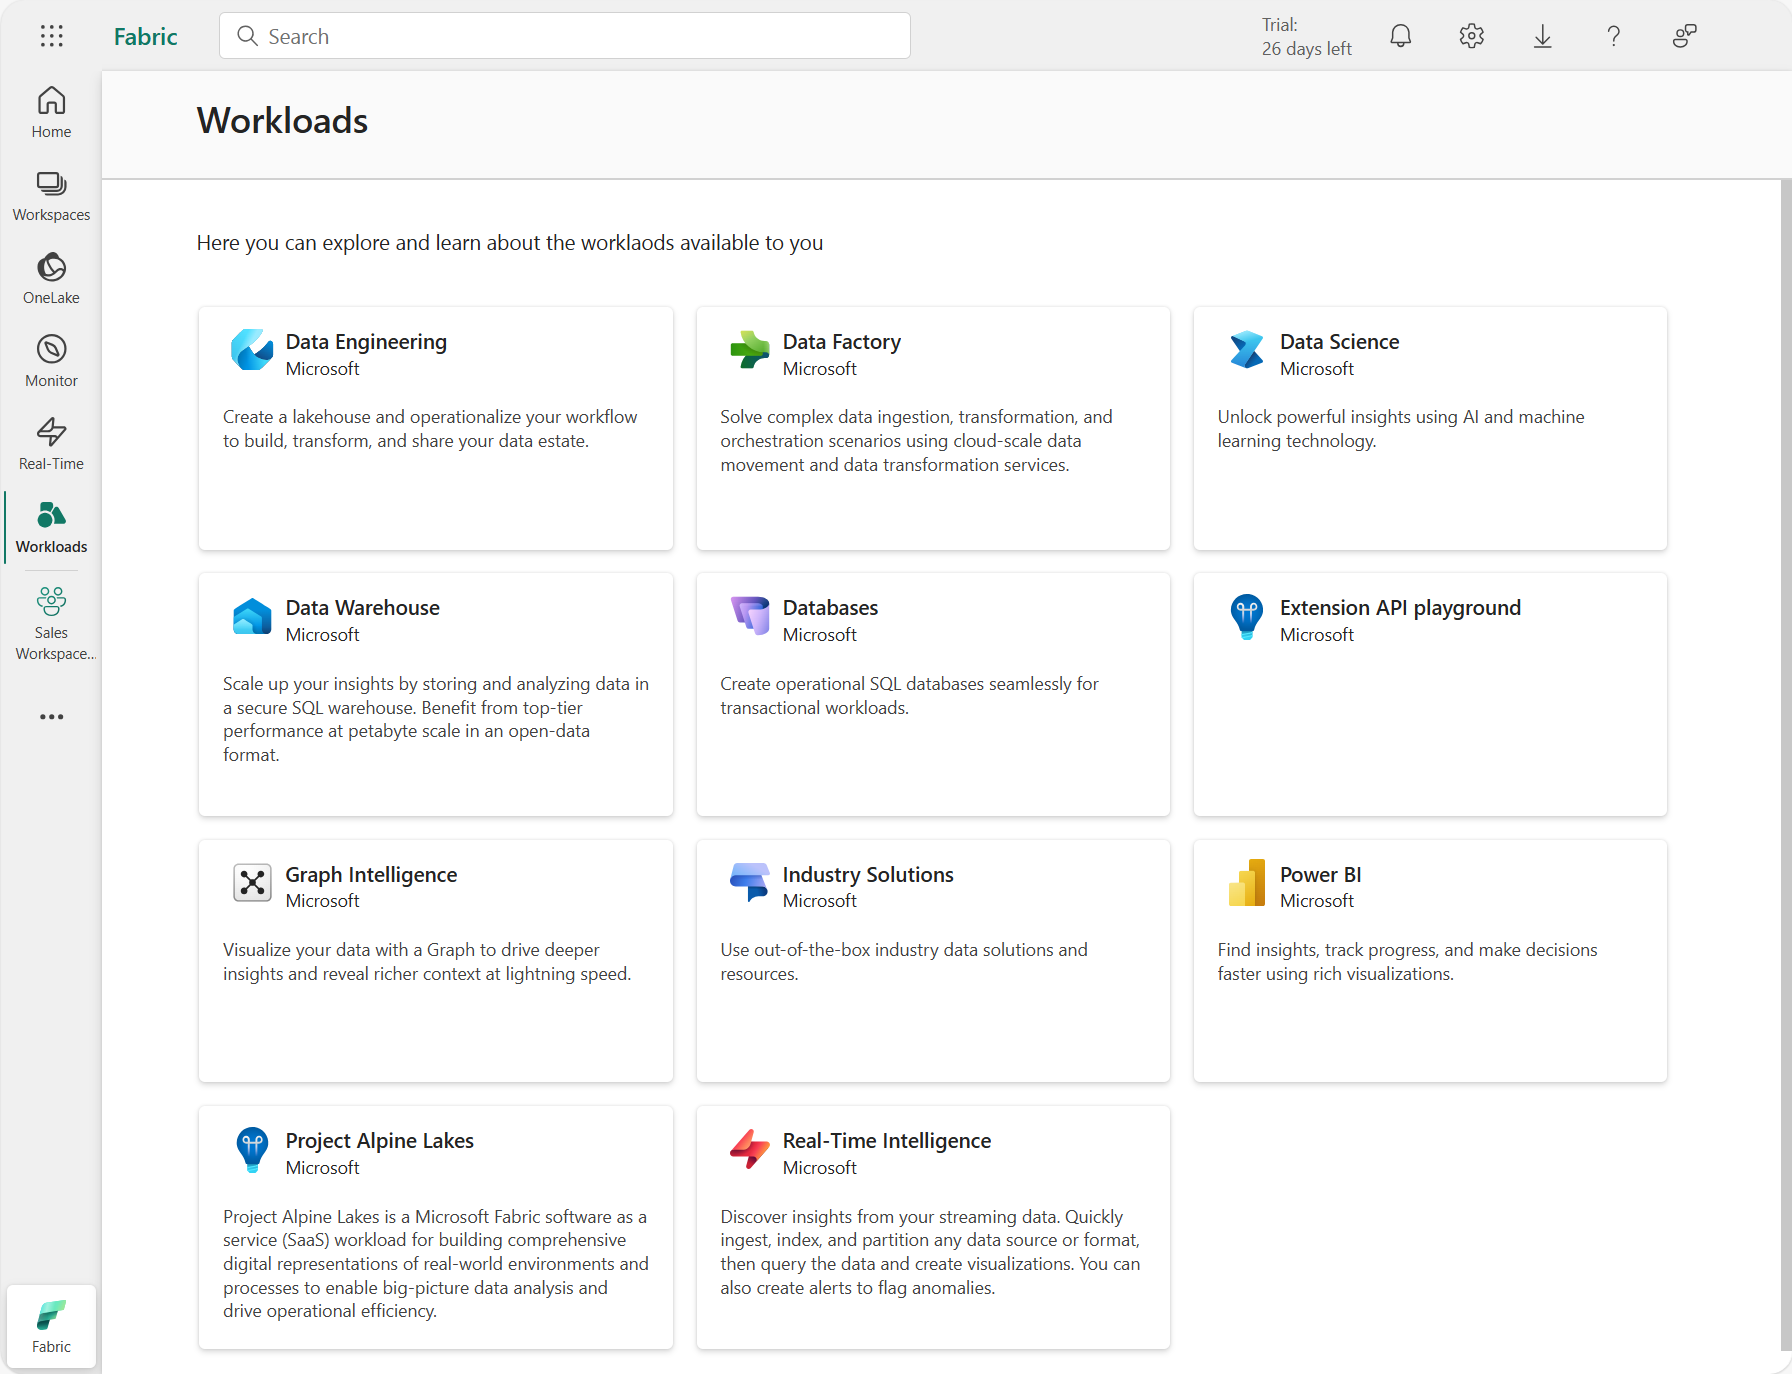 Fabric
Search
Trial:
26 days left
Home
Workspaces
OneLake
Monitor
Real-Time
Workloads
Sales
Workspace...
Fabric
Workloads
Here you can explore and learn about the worklaods available to you
Data Engineering
Microsoft
Create a lakehouse and operationalize your workflow
to build, transform, and share your data estate.
Data Factory
Microsoft
Solve complex data ingestion, transformation, and
orchestration scenarios using cloud-scale data
movement and data transformation services.
Data Science
Microsoft
Unlock powerful insights using AI and machine
learning technology.
Data Warehouse
Microsoft
Scale up your insights by storing and analyzing data in
a secure SQL warehouse. Benefit from top-tier
performance at petabyte scale in an open-data
format.
Databases
Microsoft
Create operational SQL databases seamlessly for
transactional workloads.
Extension API playground
Microsoft
Graph Intelligence
Microsoft
Visualize your data with a Graph to drive deeper
insights and reveal richer context at lightning speed.
Industry Solutions
Microsoft
Use out-of-the-box industry data solutions and
resources.
Power BI
Microsoft
Find insights, track progress, and make decisions
faster using rich visualizations.
Project Alpine Lakes
Microsoft
Project Alpine Lakes is a Microsoft Fabric software as a
service (SaaS) workload for building comprehensive
digital representations of real-world environments and
processes to enable big-picture data analysis and
drive operational efficiency.
Real-Time Intelligence
Microsoft
Discover insights from your streaming data. Quickly
ingest, index, and partition any data source or format,
then query the data and create visualizations. You can
also create alerts to flag anomalies.